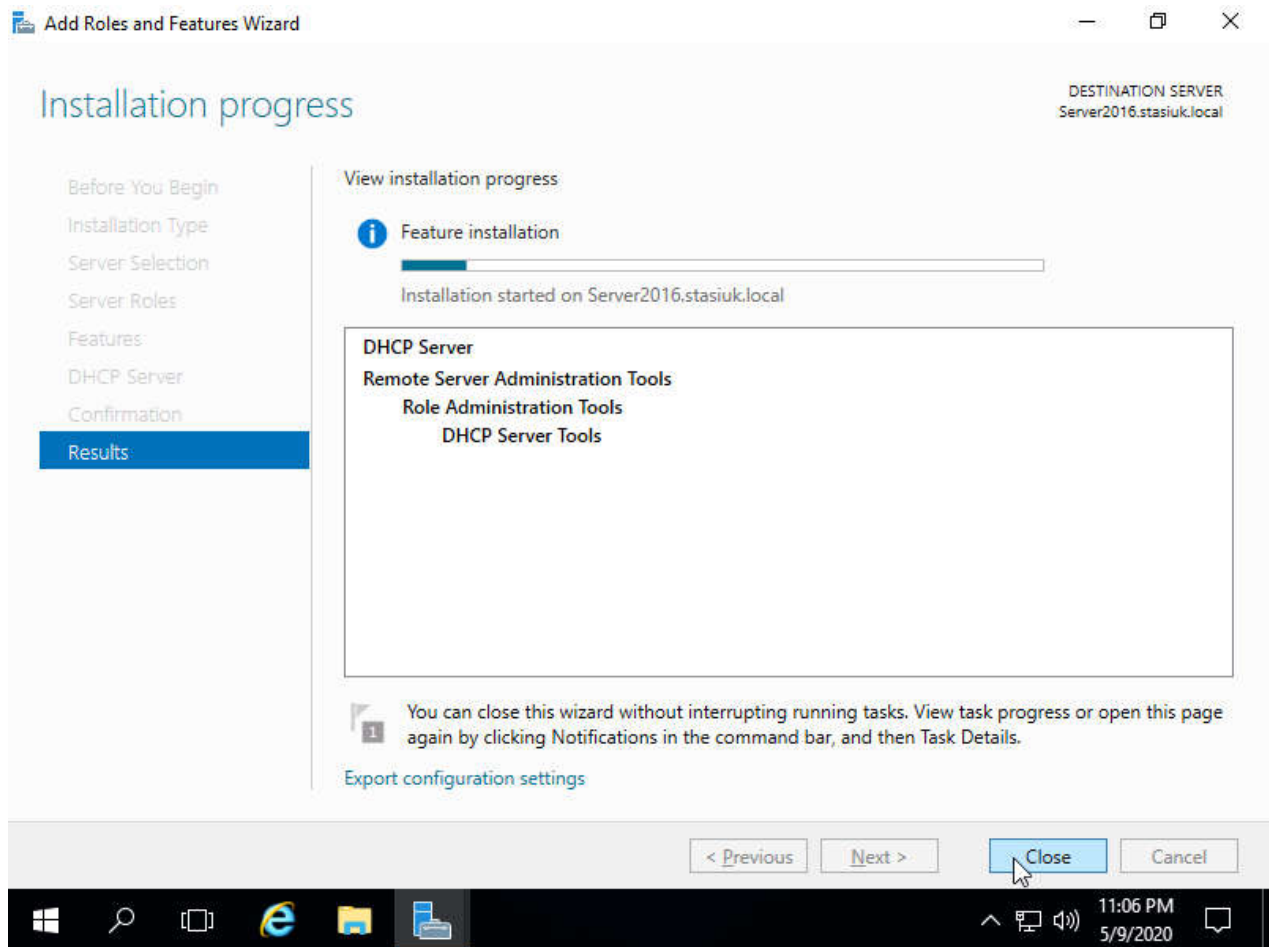 Add Roles and Features Wizard
Installation progress
DESTINATION SERVER
Server2016.stasiuk.local
Before You Begin
Installation Type
Server Selection
Server Roles
Features
DHCP Server
Confirmation
Results
View installation progress
Feature installation
Installation started on Server2016.stasiuk.local
DHCP Server
Remote Server Administration Tools
Role Administration Tools
DHCP Server Tools
1
You can close this wizard without interrupting running tasks. View task progress or open this page
again by clicking Notifications in the command bar, and then Task Details.
Export configuration settings
< Previous
Next >
Close
Cancel
11:06 PM
5/9/2020